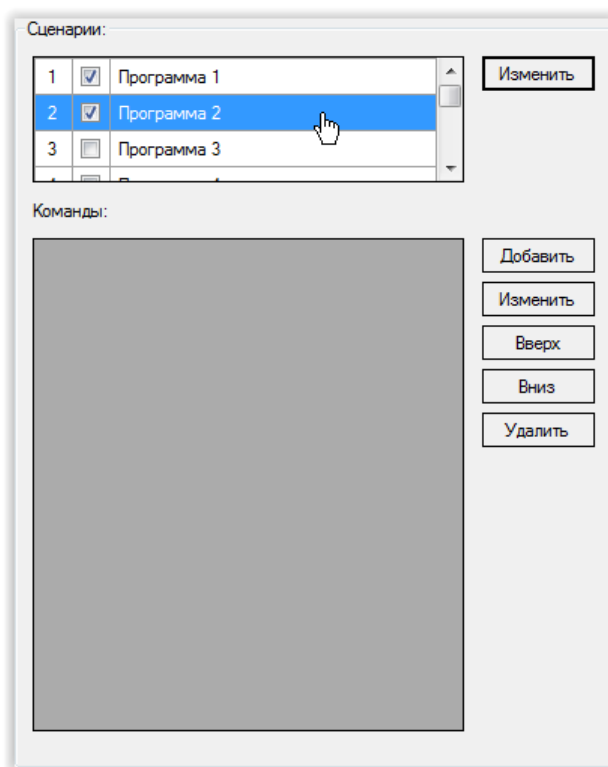 Сценарии:
1 Программа 1
Изменить
2 Программа 2
3 Программа 3
Команды:
Добавить
Изменить
Вверх
Вниз
Удалить